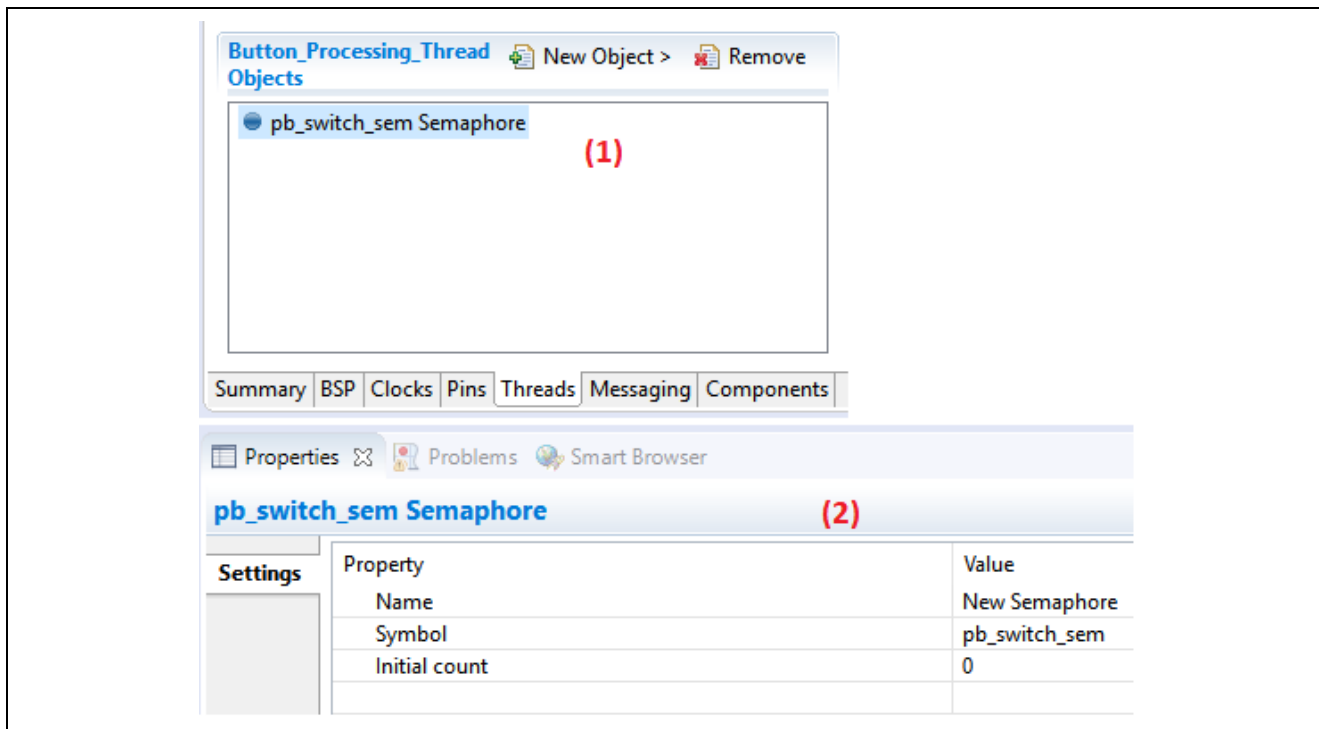 Button_Processing_Thread New Object > Remove
Objects
pb_switch_sem Semaphore
(1)
Summary BSP Clocks Pins Threads Messaging Components
Properties Problems Smart Browser
pb_switch_sem Semaphore (2)
Settings Property Value
Name New Semaphore
Symbol pb_switch_sem
Initial count 0